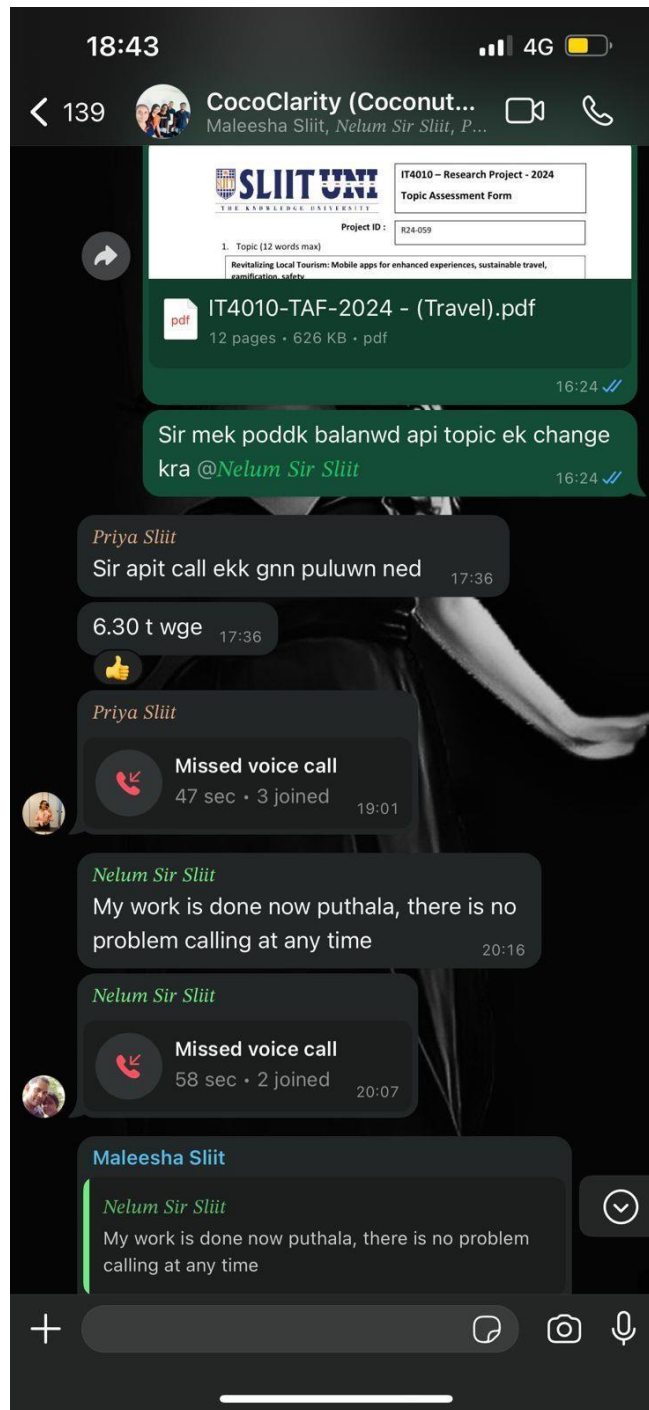 18:43
4G
139
CocoClarity (Coconut...
Maleesha Sliit, Nelum Sir Sliit, P...
SLIIT UNI
THE KNOWLEDGE UNIVERSITY
IT4010 – Research Project - 2024
Topic Assessment Form
Project ID :
R24-059
1. Topic (12 words max)
Revitalizing Local Tourism: Mobile apps for enhanced experiences, sustainable travel,
gamification, safety
pdf
IT4010-TAF-2024 - (Travel).pdf
12 pages • 626 KB • pdf
16:24
Sir mek poddk balanwd api topic ek change
kra @Nelum Sir Sliit
16:24
Priya Sliit
Sir apit call ekk gnn puluwn ned
17:36
6.30 t wge
17:36
Priya Sliit
Missed voice call
47 sec • 3 joined
19:01
Nelum Sir Sliit
My work is done now puthala, there is no
problem calling at any time
20:16
Nelum Sir Sliit
Missed voice call
58 sec • 2 joined
20:07
Maleesha Sliit
Nelum Sir Sliit
My work is done now puthala, there is no problem
calling at any time